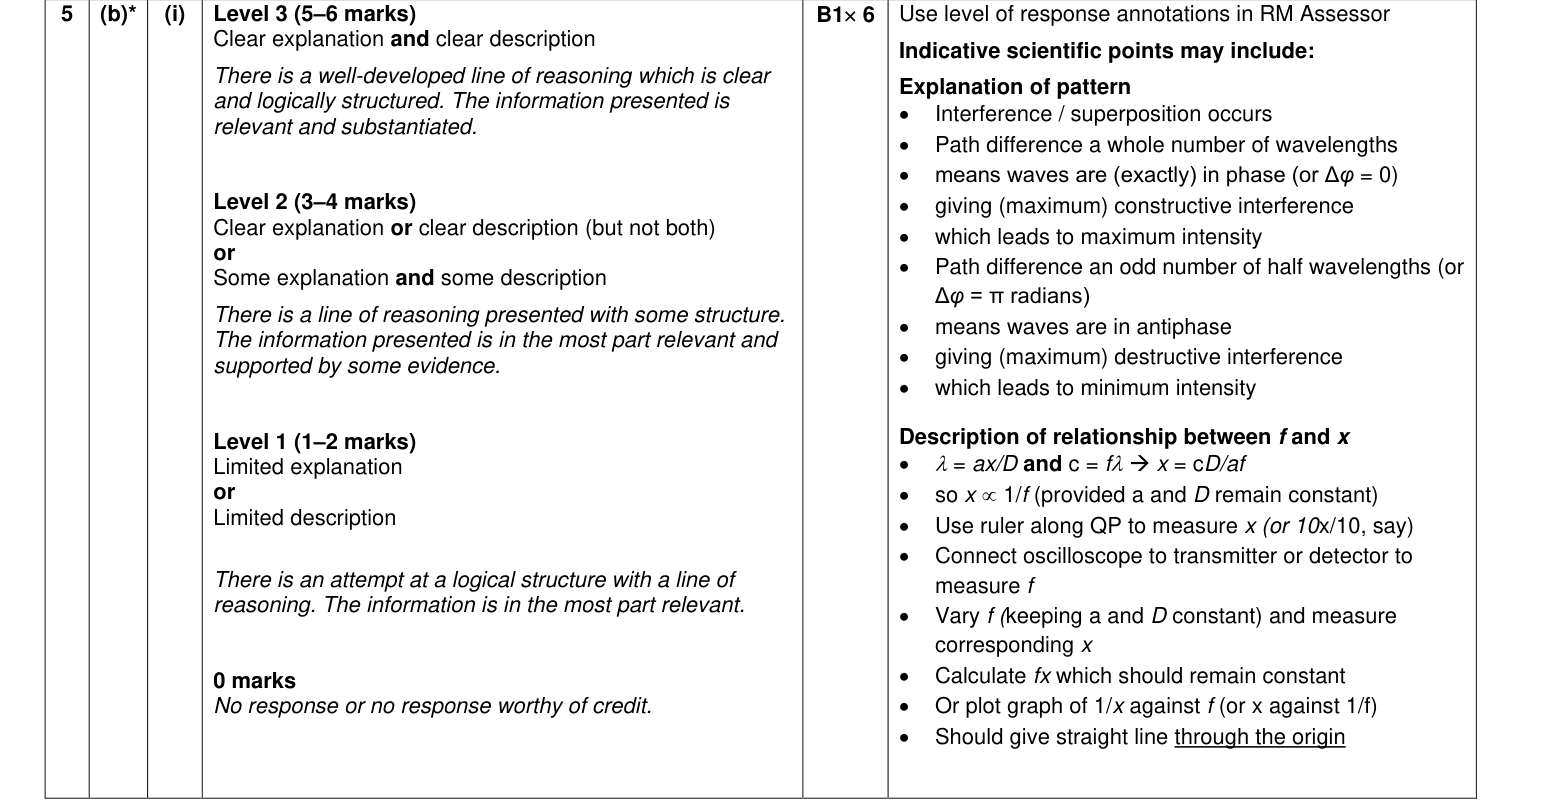 5 (b)* (i) Level 3 (5–6 marks)
Clear explanation and clear description
There is a well-developed line of reasoning which is clear
and logically structured. The information presented is
relevant and substantiated.
Level 2 (3–4 marks)
Clear explanation or clear description (but not both)
or
Some explanation and some description
There is a line of reasoning presented with some structure.
The information presented is in the most part relevant and
supported by some evidence.
Level 1 (1–2 marks)
Limited explanation
or
Limited description
There is an attempt at a logical structure with a line of
reasoning. The information is in the most part relevant.
0 marks
No response or no response worthy of credit.
B1× 6
Use level of response annotations in RM Assessor
Indicative scientific points may include:
Explanation of pattern
• Interference / superposition occurs
• Path difference a whole number of wavelengths
• means waves are (exactly) in phase (or Δφ = 0)
• giving (maximum) constructive interference
• which leads to maximum intensity
• Path difference an odd number of half wavelengths (or
Δφ = π radians)
• means waves are in antiphase
• giving (maximum) destructive interference
• which leads to minimum intensity
Description of relationship between f and x
• λ = ax/D and c = fλ → x = cD/af
• so x ∝ 1/f (provided a and D remain constant)
• Use ruler along QP to measure x (or 10x/10, say)
• Connect oscilloscope to transmitter or detector to
measure f
• Vary f (keeping a and D constant) and measure
corresponding x
• Calculate fx which should remain constant
• Or plot graph of 1/x against f (or x against 1/f)
• Should give straight line through the origin